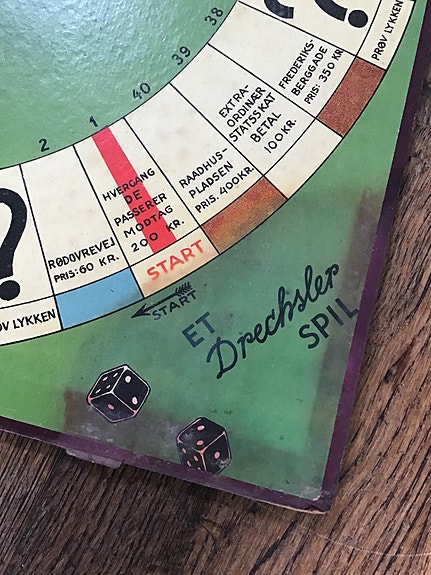 38
39
40
1
2
PRØV LYKKEN
?
FREDERIKS-
BERGGADE
PRIS: 350 KR
EXTRA-
ORDINÆR
STATSSKAT
BETAL
100 KR.
RAADHUS-
PLADSEN
PRIS. 400 KR.
HVERGANG
DE
PASSERER
MODTAG
200 KR.
START
RØDOVREVEJ
PRIS: 60 KR.
?
ØV LYKKEN
START
ET
Drechsler
SPIL